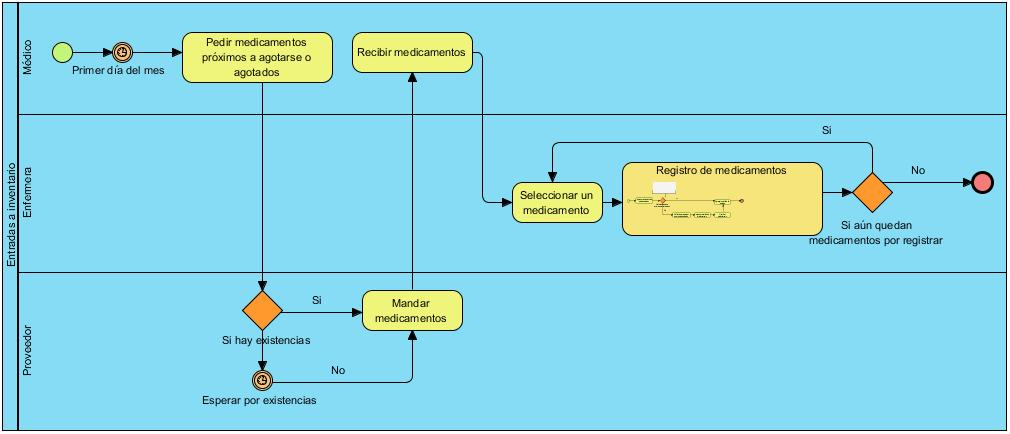 Entradas a inventario
Médico
Primer día del mes
Pedir medicamentos
próximos a agotarse o
agotados
Recibir medicamentos
Enfermera
Seleccionar un
medicamento
Registro de medicamentos
Si
No
Si aún quedan
medicamentos por registrar
Proveedor
Si hay existencias
Si
Mandar
medicamentos
No
Esperar por existencias